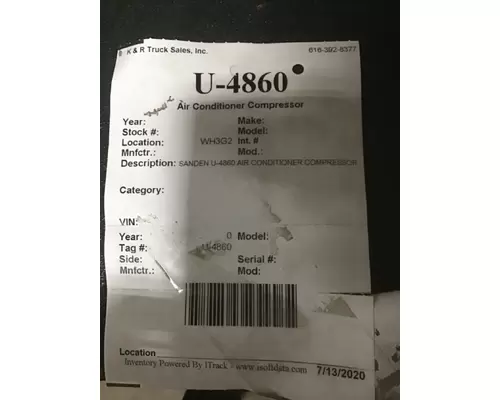 K & R Truck Sales, Inc. 616-392-8377
U-4860
Air Conditioner Compressor
Year: Make:
Stock #: Model:
Location: WH3G2 Int. #
Mnfctr.: Mod.:
Description: SANDEN U-4860 AIR CONDITIONER COMPRESSOR
Category:
VIN:
Year: 0 Model:
Tag #: U-4860
Side: Serial #:
Mnfctr.: Mod:
Location
Inventory Powered By ITrack - www.isoftdata.com 7/13/2020